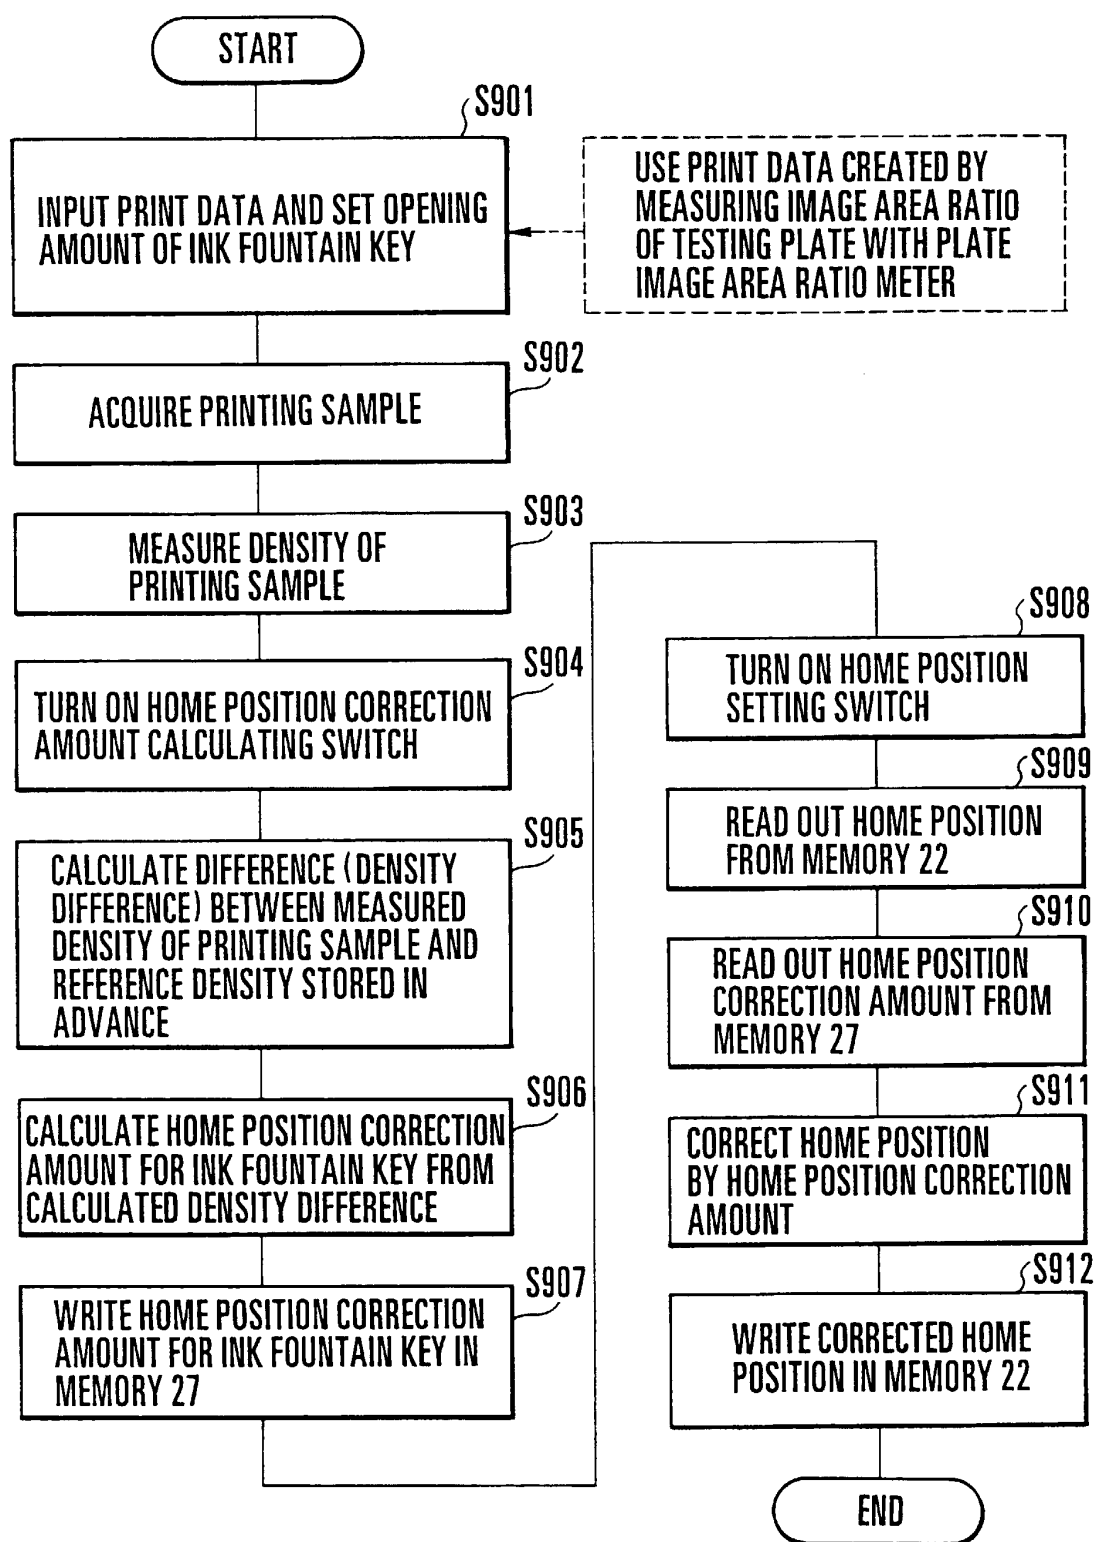 START
S901
INPUT PRINT DATA AND SET OPENING
AMOUNT OF INK FOUNTAIN KEY
USE PRINT DATA CREATED BY
MEASURING IMAGE AREA RATIO
OF TESTING PLATE WITH PLATE
IMAGE AREA RATIO METER
S902
ACQUIRE PRINTING SAMPLE
S903
MEASURE DENSITY OF
PRINTING SAMPLE
S904
TURN ON HOME POSITION CORRECTION
AMOUNT CALCULATING SWITCH
S905
CALCULATE DIFFERENCE (DENSITY
DIFFERENCE) BETWEEN MEASURED
DENSITY OF PRINTING SAMPLE AND
REFERENCE DENSITY STORED IN
ADVANCE
S906
CALCULATE HOME POSITION CORRECTION
AMOUNT FOR INK FOUNTAIN KEY FROM
CALCULATED DENSITY DIFFERENCE
S907
WRITE HOME POSITION CORRECTION
AMOUNT FOR INK FOUNTAIN KEY IN
MEMORY 27
S908
TURN ON HOME POSITION
SETTING SWITCH
S909
READ OUT HOME POSITION
FROM MEMORY 22
S910
READ OUT HOME POSITION
CORRECTION AMOUNT FROM
MEMORY 27
S911
CORRECT HOME POSITION
BY HOME POSITION CORRECTION
AMOUNT
S912
WRITE CORRECTED HOME
POSITION IN MEMORY 22
END